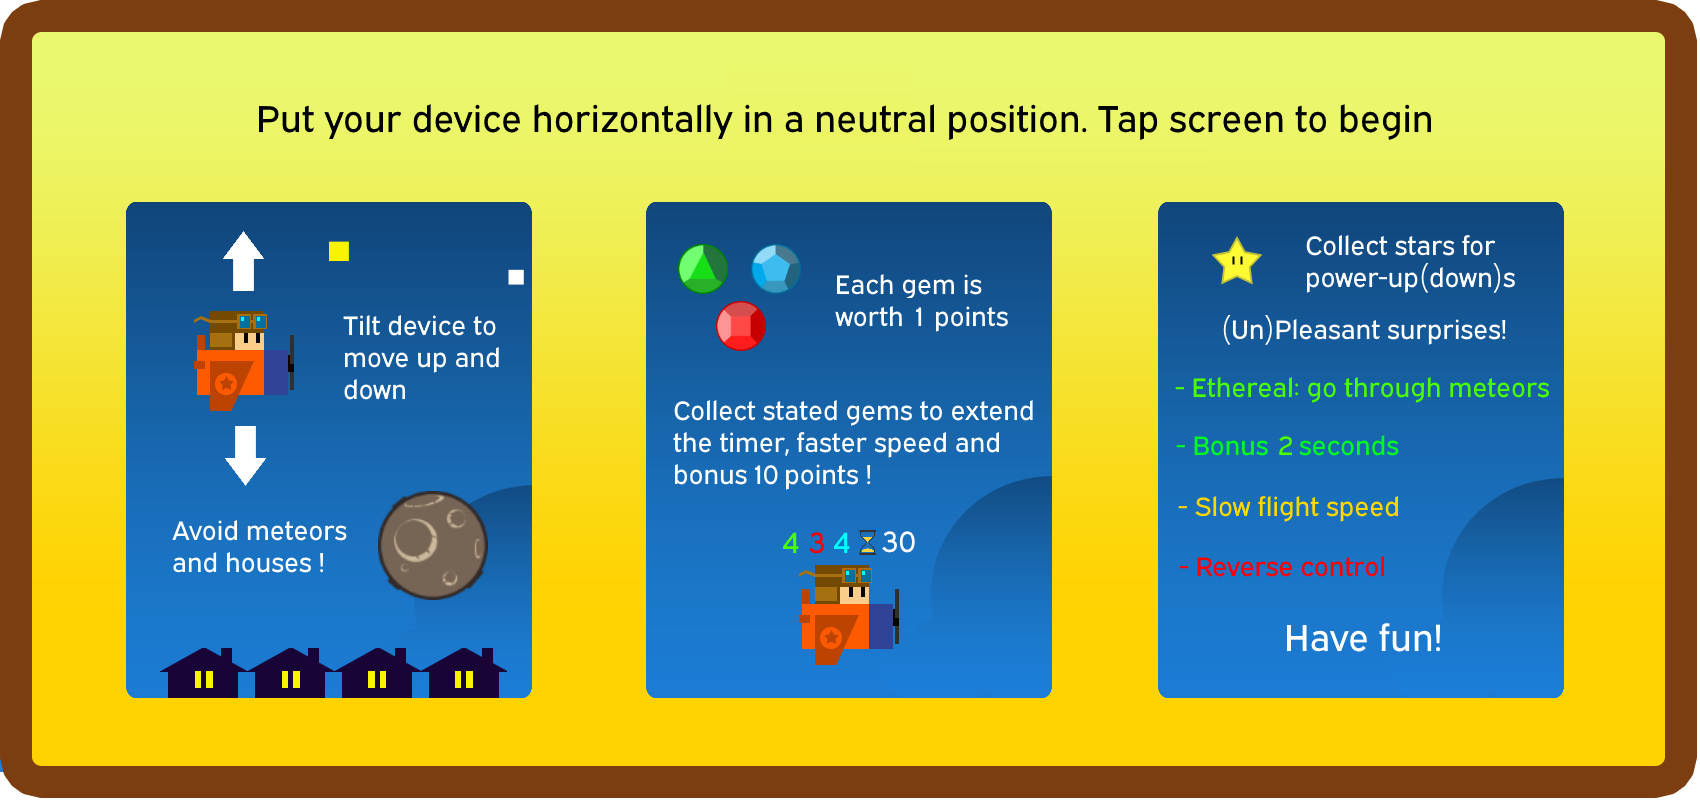 Put your device horizontally in a neutral position. Tap screen to begin
Tilt device to
move up and
down
Avoid meteors
and houses !
Each gem is
worth 1 points
Collect stated gems to extend
the timer, faster speed and
bonus 10 points !
4 3 4 30
Collect stars for
power-up(down)s
(Un)Pleasant surprises!
- Ethereal: go through meteors
- Bonus 2 seconds
- Slow flight speed
- Reverse control
Have fun!